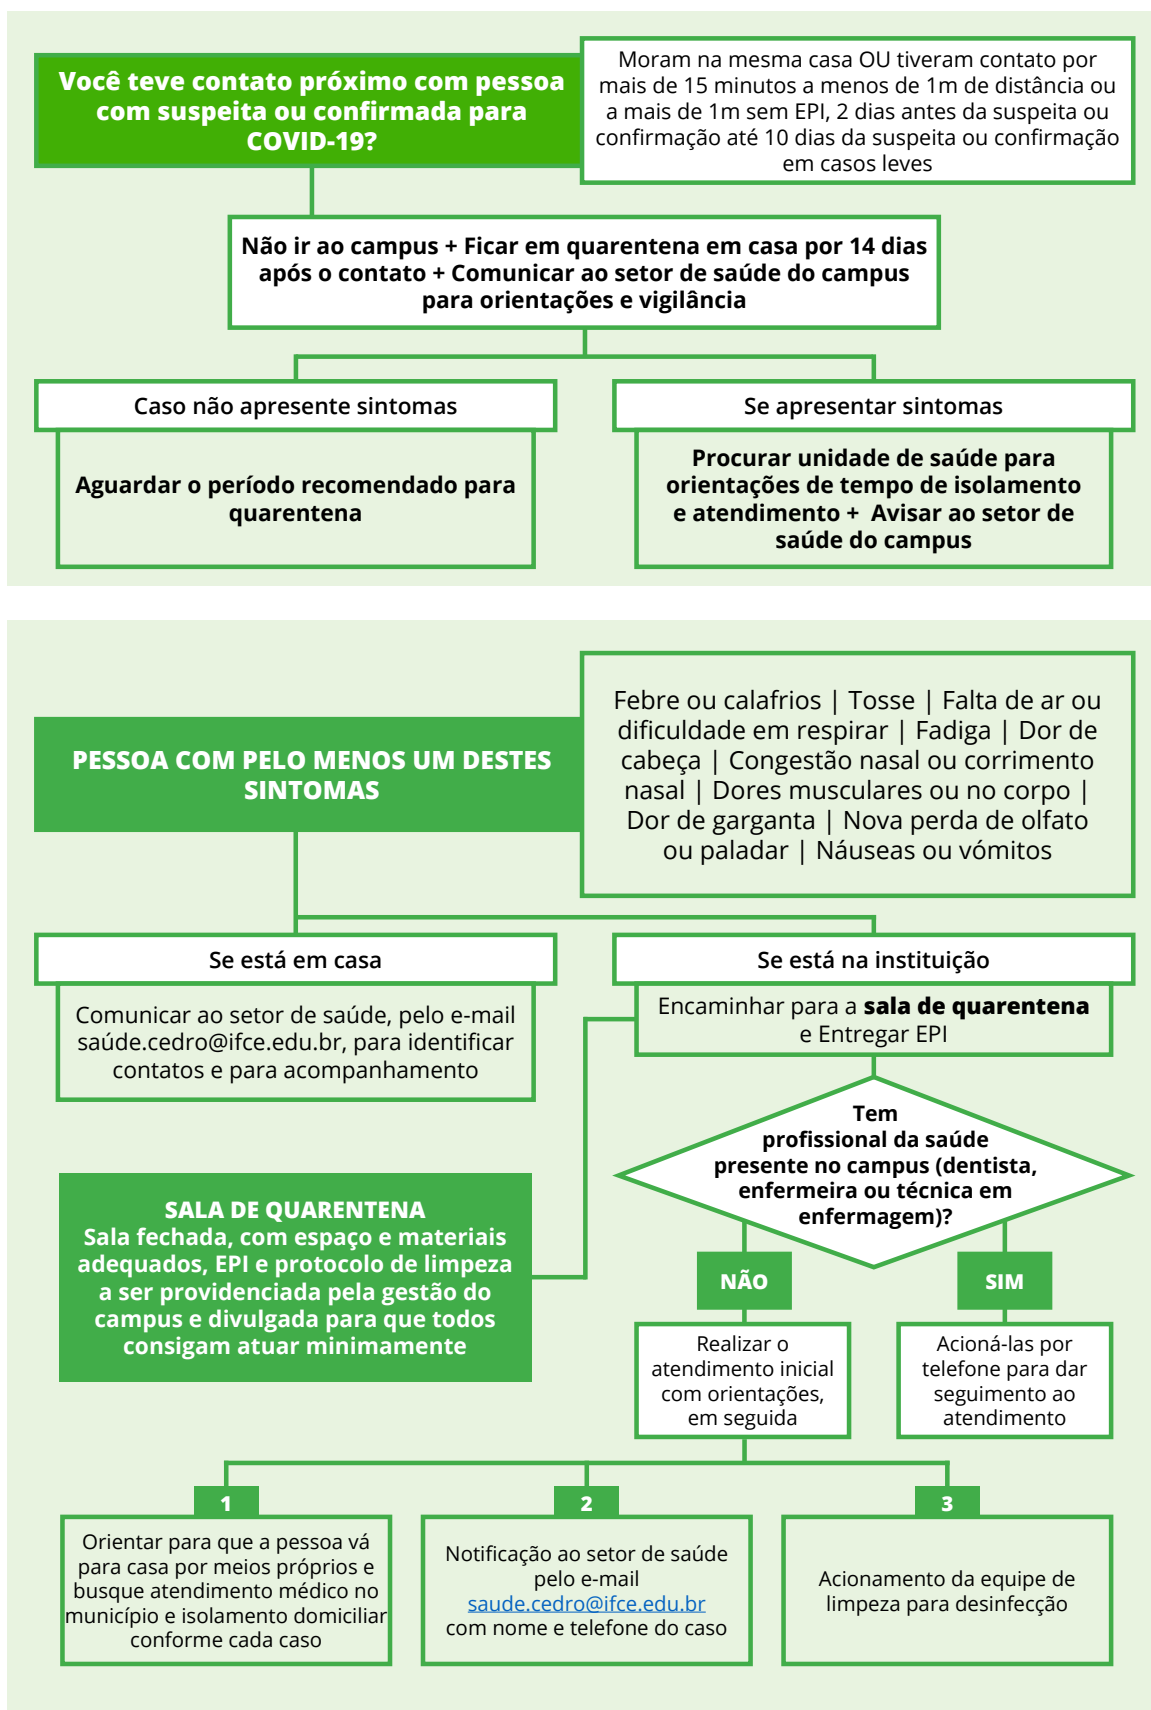 Você teve contato próximo com pessoa
com suspeita ou confirmada para
COVID-19?
Moram na mesma casa OU tiveram contato por
mais de 15 minutos a menos de 1m de distância ou
a mais de 1m sem EPI, 2 dias antes da suspeita ou
confirmação até 10 dias da suspeita ou confirmação
em casos leves
Não ir ao campus + Ficar em quarentena em casa por 14 dias
após o contato + Comunicar ao setor de saúde do campus
para orientações e vigilância
Caso não apresente sintomas
Aguardar o período recomendado para
quarentena
Se apresentar sintomas
Procurar unidade de saúde para
orientações de tempo de isolamento
e atendimento + Avisar ao setor de
saúde do campus
PESSOA COM PELO MENOS UM DESTES
SINTOMAS
Febre ou calafrios | Tosse | Falta de ar ou
dificuldade em respirar | Fadiga | Dor de
cabeça | Congestão nasal ou corrimento
nasal | Dores musculares ou no corpo |
Dor de garganta | Nova perda de olfato
ou paladar | Náuseas ou vómitos
Se está em casa
Comunicar ao setor de saúde, pelo e-mail
saúde.cedro@ifce.edu.br, para identificar
contatos e para acompanhamento
Se está na instituição
Encaminhar para a sala de quarentena
e Entregar EPI
Tem
profissional da saúde
presente no campus (dentista,
enfermeira ou técnica em
enfermagem)?
SALA DE QUARENTENA
Sala fechada, com espaço e materiais
adequados, EPI e protocolo de limpeza
a ser providenciada pela gestão do
campus e divulgada para que todos
consigam atuar minimamente
NÃO
Realizar o
atendimento inicial
com orientações,
em seguida
SIM
Acioná-las por
telefone para dar
seguimento ao
atendimento
1
Orientar para que a pessoa vá
para casa por meios próprios e
busque atendimento médico no
município e isolamento domiciliar
conforme cada caso
2
Notificação ao setor de saúde
pelo e-mail
saude.cedro@ifce.edu.br
com nome e telefone do caso
3
Acionamento da equipe de
limpeza para desinfecção